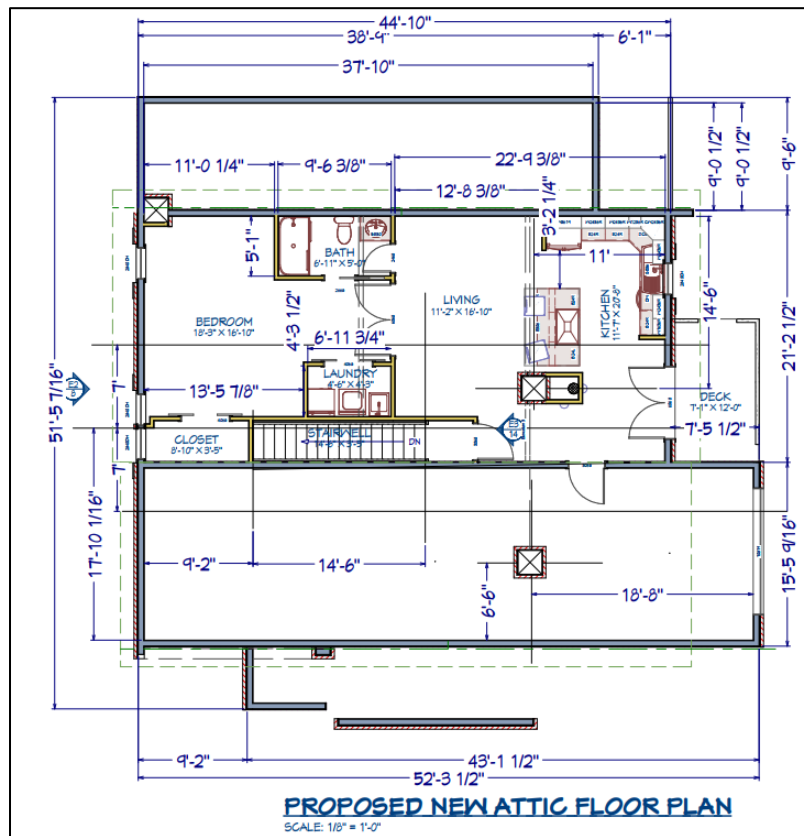 44'-10"
38'-9"
6'-1"
37'-10"
11'-0 1/4"
9'-6 3/8"
22'-9 3/8"
9'-0 1/2"
9'-0 1/2"
9'-6"
12'-8 3/8"
3'-2 1/4"
5'-1"
BATH
6'-11" X 5'-0"
11'
LIVING
11'-2" X 16'-10"
KITCHEN
11'-7" X 20'-8"
14'-6"
BEDROOM
18'-3" X 16'-10"
4'-3 1/2"
6'-11 3/4"
21'-2 1/2"
LAUNDRY
4'-6" X 4'-3"
13'-5 7/8"
7'
51'-5 7/16"
DECK
7'-1" X 12'-0"
7'-5 1/2"
CLOSET
8'-10" X 3'-5"
STAIRWELL
DN
7'
17'-10 1/16"
9'-2"
14'-6"
6'-6"
18'-8"
15'-5 9/16"
9'-2"
43'-1 1/2"
52'-3 1/2"
PROPOSED NEW ATTIC FLOOR PLAN
SCALE: 1/8" = 1'-0"